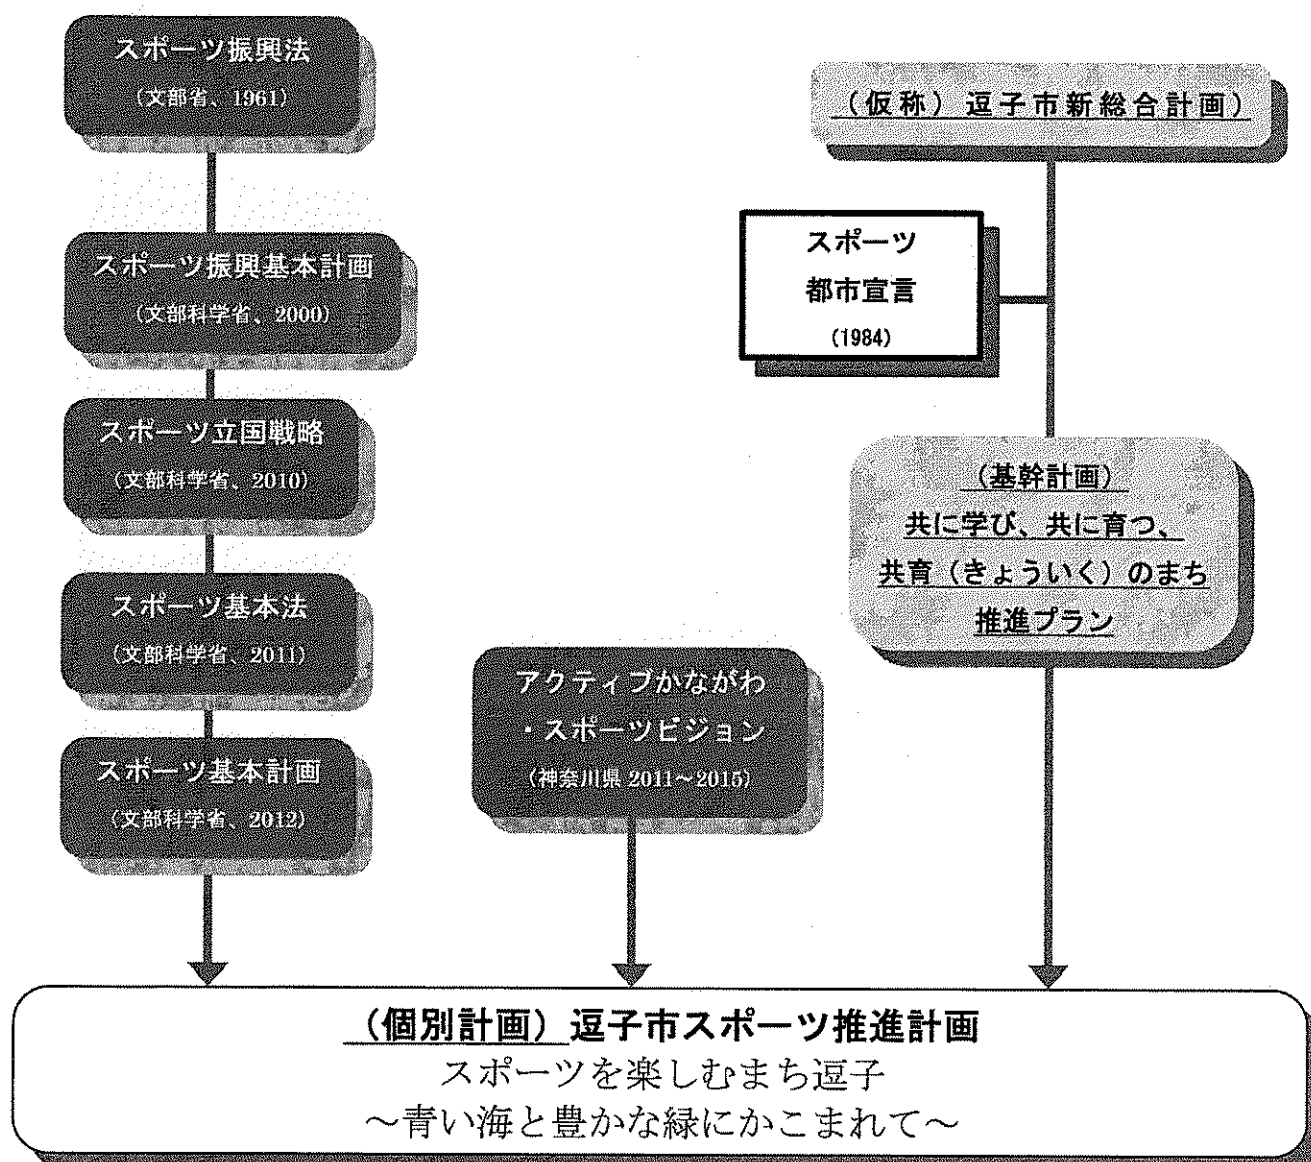 スポーツ振興法
(文部省、1961)
スポーツ振興基本計画
(文部科学省、2000)
スポーツ立国戦略
(文部科学省、2010)
スポーツ基本法
(文部科学省、2011)
スポーツ基本計画
(文部科学省、2012)
アクティブかながわ
・スポーツビジョン
(神奈川県 2011～2015)
(仮称)逗子市新総合計画)
スポーツ
都市宣言
(1984)
(基幹計画)
共に学び、共に育つ、
共育(きょういく)のまち
推進プラン
(個別計画)逗子市スポーツ推進計画
スポーツを楽しむまち逗子
～青い海と豊かな緑にかこまれて～